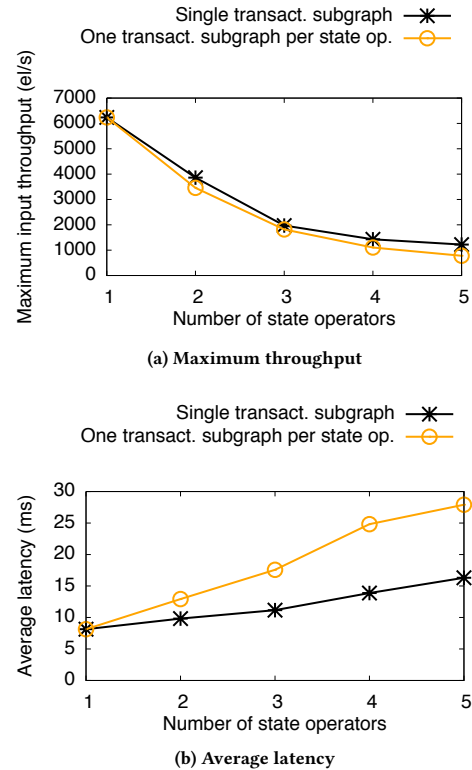 Single transact. subgraph
One transact. subgraph per state op.
7000
6000
5000
4000
3000
2000
1000
0
Maximum input throughput (el/s)
1 2 3 4 5
Number of state operators
(a) Maximum throughput
Single transact. subgraph
One transact. subgraph per state op.
30
25
20
15
10
5
0
Average latency (ms)
1 2 3 4 5
Number of state operators
(b) Average latency